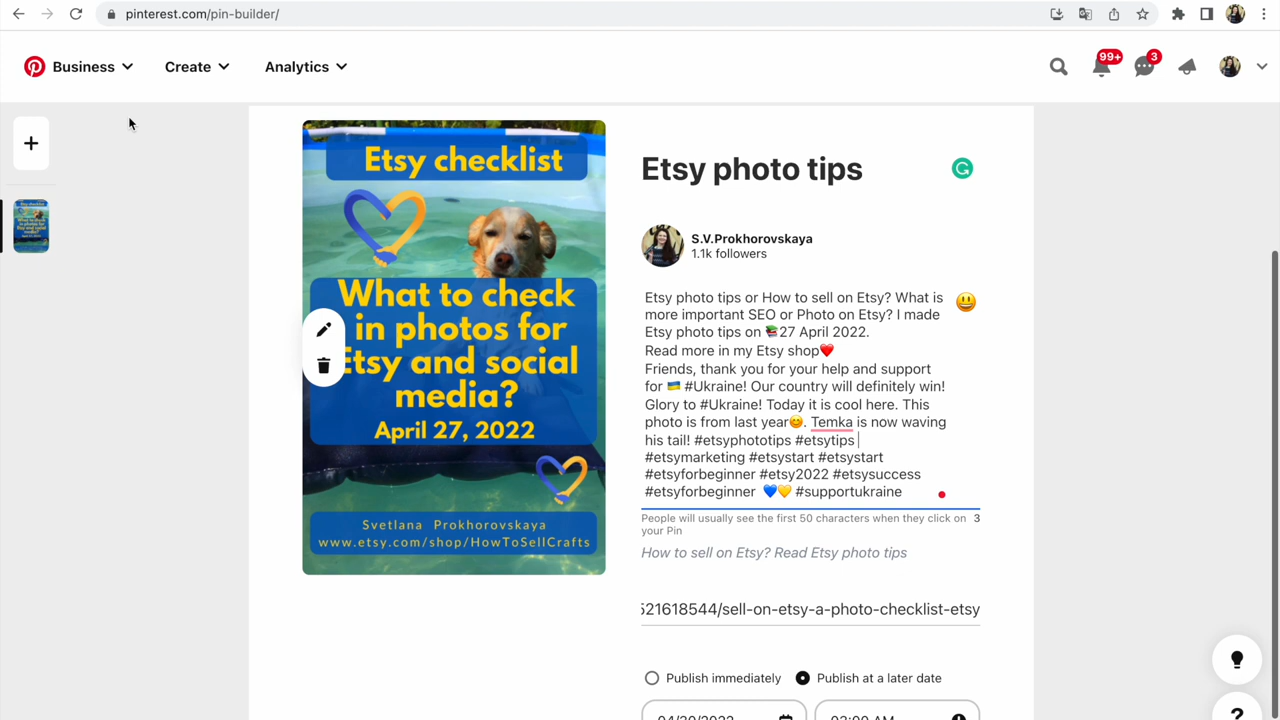 pinterest.com/pin-builder/
Business Create Analytics
99+ 3
Etsy checklist
What to check
in photos for
Etsy and social
media?
April 27, 2022
Svetlana Prokhorovskaya
www.etsy.com/shop/HowToSellCrafts
Etsy photo tips
S.V.Prokhorovskaya
1.1k followers
Etsy photo tips or How to sell on Etsy? What is
more important SEO or Photo on Etsy? I made
Etsy photo tips on 📚27 April 2022.
Read more in my Etsy shop❤️
Friends, thank you for your help and support
for 🇺🇦 #Ukraine! Our country will definitely win!
Glory to #Ukraine! Today it is cool here. This
photo is from last year😊. Temka is now waving
his tail! #etsyphototips #etsytips
#etsymarketing #etsystart #etsystart
#etsyforbeginner #etsy2022 #etsysuccess
#etsyforbeginner 💙💛 #supportukraine
People will usually see the first 50 characters when they click on 3
your Pin
How to sell on Etsy? Read Etsy photo tips
521618544/sell-on-etsy-a-photo-checklist-etsy
Publish immediately Publish at a later date
04/30/2022 03:00 AM
?